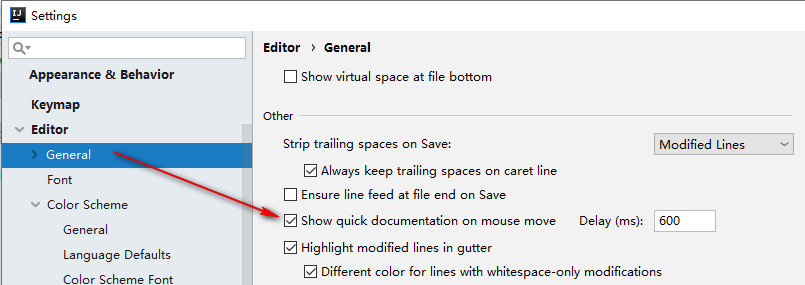 Settings
Appearance & Behavior
Keymap
Editor
General
Font
Color Scheme
General
Language Defaults
Color Scheme Font
Editor › General
Show virtual space at file bottom
Other
Strip trailing spaces on Save: Modified Lines
Always keep trailing spaces on caret line
Ensure line feed at file end on Save
Show quick documentation on mouse move Delay (ms): 600
Highlight modified lines in gutter
Different color for lines with whitespace-only modifications